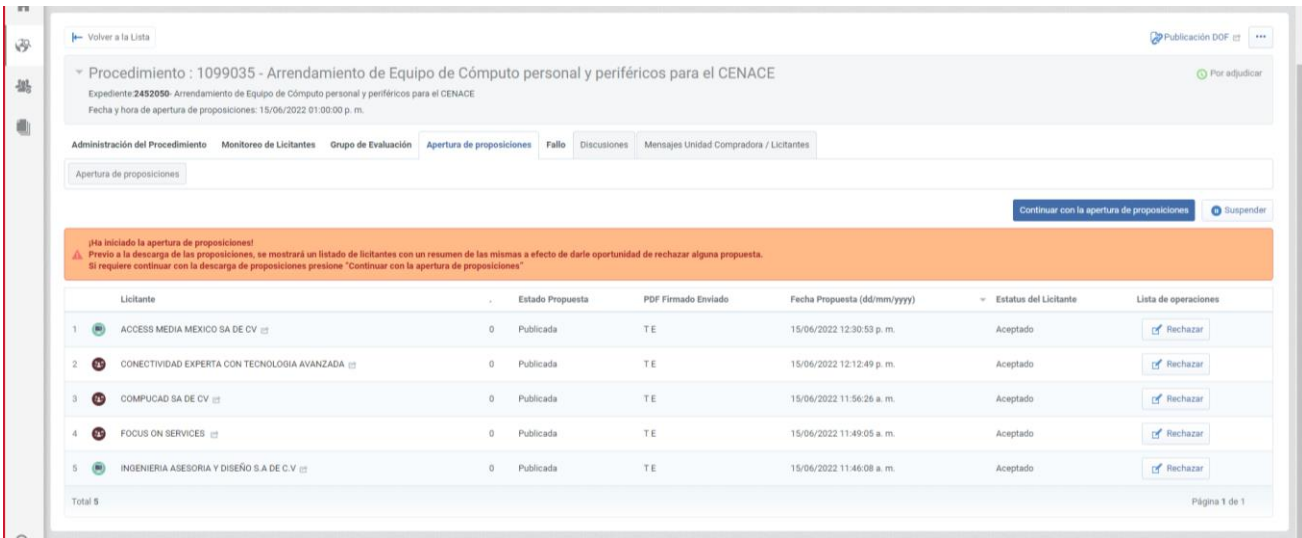 Volver a la Lista
Publicación DOF
Procedimiento : 1099035 - Arrendamiento de Equipo de Cómputo personal y periféricos para el CENACE
Por adjudicar
Expediente:2452050- Arrendamiento de Equipo de Cómputo personal y periféricos para el CENACE
Fecha y hora de apertura de proposiciones: 15/06/2022 01:00:00 p. m.
Administración del Procedimiento Monitoreo de Licitantes Grupo de Evaluación Apertura de proposiciones Fallo Discusiones Mensajes Unidad Compradora / Licitantes
Apertura de proposiciones
Continuar con la apertura de proposiciones Suspender
¡Ha iniciado la apertura de proposiciones!
Previo a la descarga de las proposiciones, se mostrará un listado de licitantes con un resumen de las mismas a efecto de darle oportunidad de rechazar alguna propuesta.
Si requiere continuar con la descarga de proposiciones presione "Continuar con la apertura de proposiciones"
Licitante . Estado Propuesta PDF Firmado Enviado Fecha Propuesta (dd/mm/yyyy) Estatus del Licitante Lista de operaciones
1 ACCESS MEDIA MEXICO SA DE CV 0 Publicada T E 15/06/2022 12:30:53 p. m. Aceptado Rechazar
2 CONECTIVIDAD EXPERTA CON TECNOLOGIA AVANZADA 0 Publicada T E 15/06/2022 12:12:49 p. m. Aceptado Rechazar
3 COMPUCAD SA DE CV 0 Publicada T E 15/06/2022 11:56:26 a. m. Aceptado Rechazar
4 FOCUS ON SERVICES 0 Publicada T E 15/06/2022 11:49:05 a. m. Aceptado Rechazar
5 INGENIERIA ASESORIA Y DISEÑO S.A DE C.V 0 Publicada T E 15/06/2022 11:46:08 a. m. Aceptado Rechazar
Total 5 Página 1 de 1